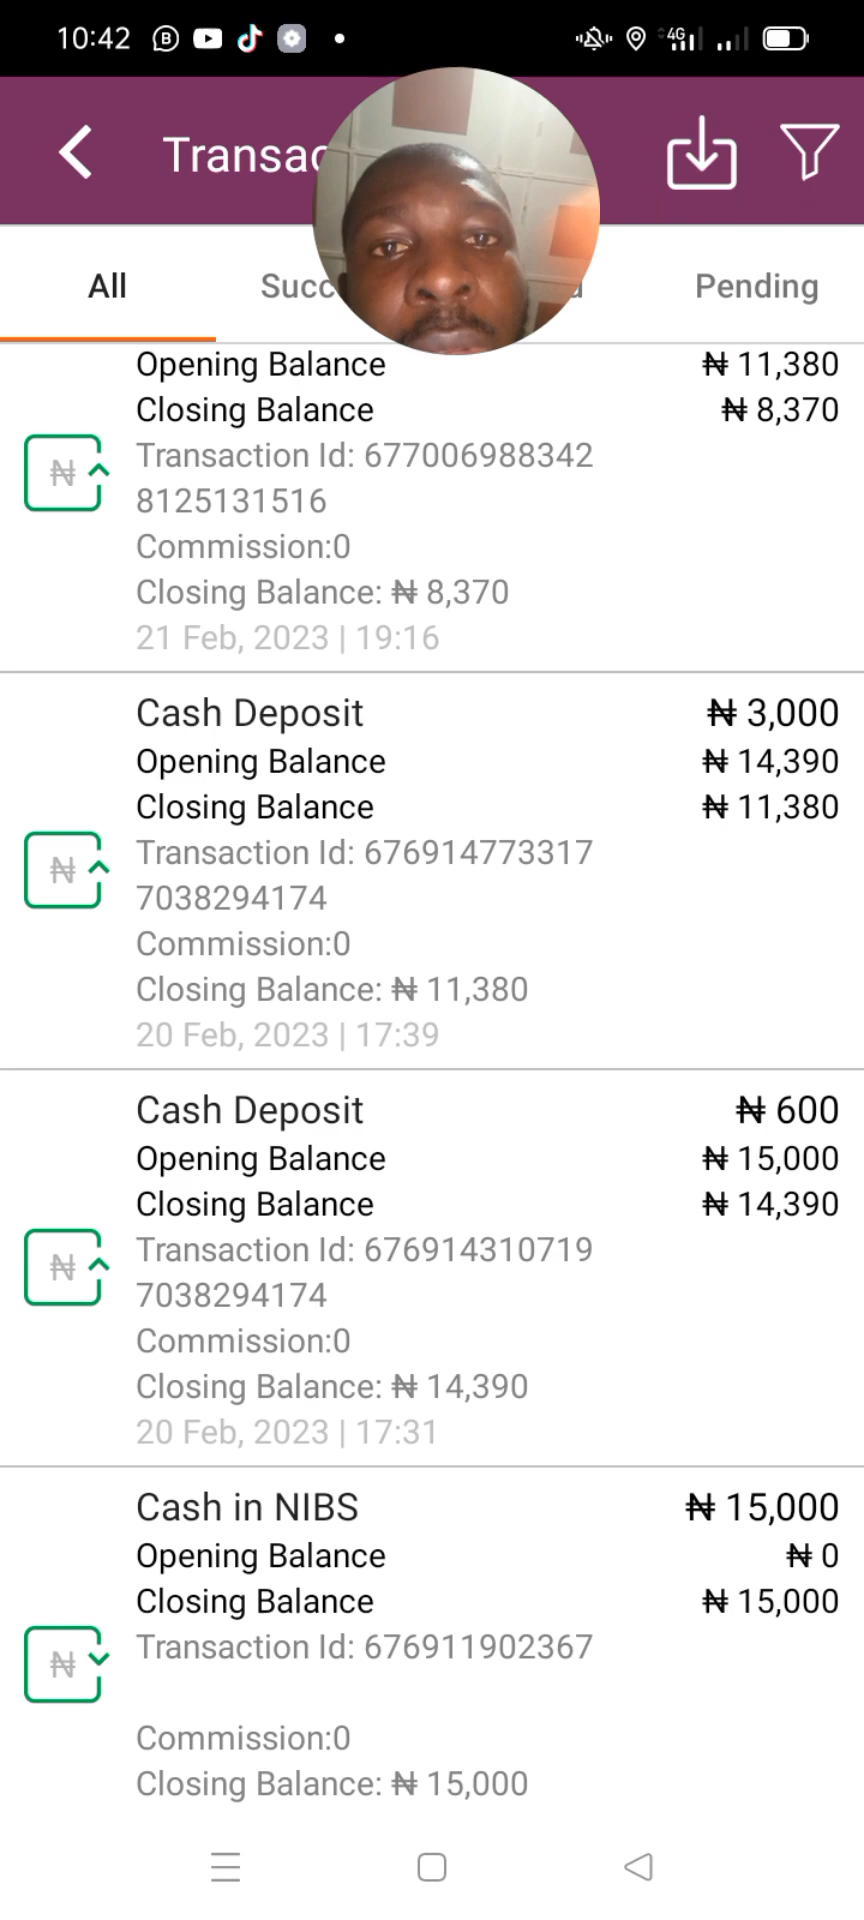 10:42
4G
Transac
All Succ Pending
Opening Balance ₦ 11,380
Closing Balance ₦ 8,370
Transaction Id: 677006988342
8125131516
Commission:0
Closing Balance: ₦ 8,370
21 Feb, 2023 | 19:16
Cash Deposit ₦ 3,000
Opening Balance ₦ 14,390
Closing Balance ₦ 11,380
Transaction Id: 676914773317
7038294174
Commission:0
Closing Balance: ₦ 11,380
20 Feb, 2023 | 17:39
Cash Deposit ₦ 600
Opening Balance ₦ 15,000
Closing Balance ₦ 14,390
Transaction Id: 676914310719
7038294174
Commission:0
Closing Balance: ₦ 14,390
20 Feb, 2023 | 17:31
Cash in NIBS ₦ 15,000
Opening Balance ₦ 0
Closing Balance ₦ 15,000
Transaction Id: 676911902367
Commission:0
Closing Balance: ₦ 15,000